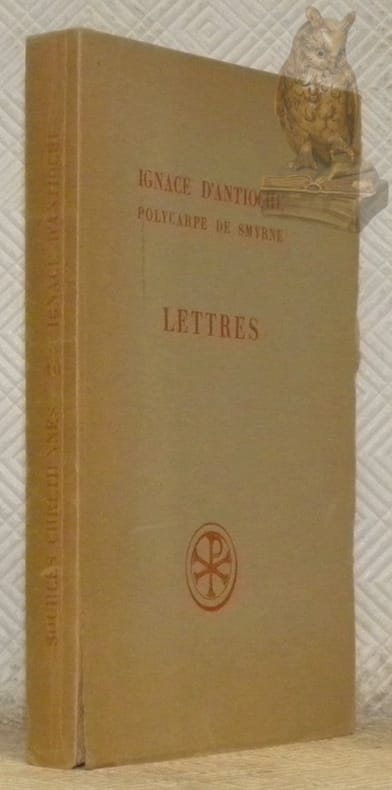 IGNACE D'ANTIOCHE
POLYCARPE DE SMYRNE
LETTRES
SOURCES CHRÉTIENNES IGNACE D'ANTIOCHE